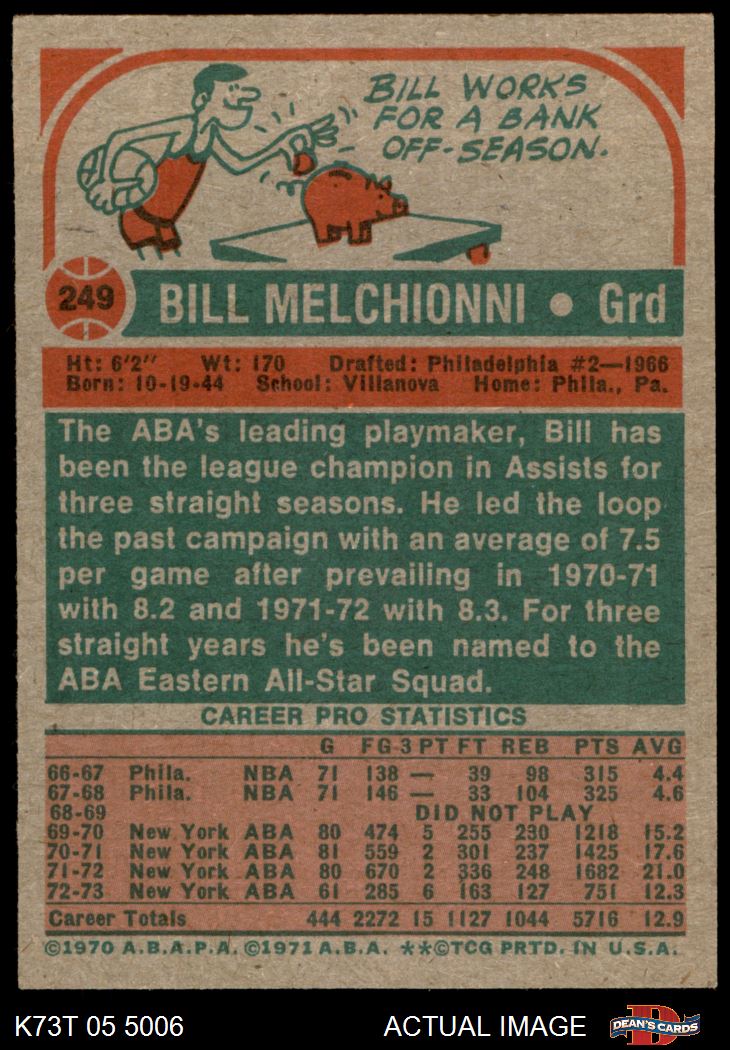 BILL WORKS
FOR A BANK
OFF-SEASON.
249 BILL MELCHIONNI • Grd
Ht: 6'2" Wt: 170 Drafted: Philadelphia #2—1966
Born: 10-19-44 School: Villanova Home: Phila., Pa.
The ABA's leading playmaker, Bill has
been the league champion in Assists for
three straight seasons. He led the loop
the past campaign with an average of 7.5
per game after prevailing in 1970-71
with 8.2 and 1971-72 with 8.3. For three
straight years he's been named to the
ABA Eastern All-Star Squad.
CAREER PRO STATISTICS
G FG-3 PT FT REB PTS AVG
66-67 Phila. NBA 71 138 — 39 98 315 4.4
67-68 Phila. NBA 71 146 — 33 104 325 4.6
68-69 DID NOT PLAY
69-70 New York ABA 80 474 5 255 230 1218 15.2
70-71 New York ABA 81 559 2 301 237 1425 17.6
71-72 New York ABA 80 670 2 336 248 1682 21.0
72-73 New York ABA 61 285 6 163 127 751 12.3
Career Totals 444 2272 15 1127 1044 5716 12.9
©1970 A.B.A.P.A. ©1971 A.B.A. **©TCG PRTD. IN U.S.A.
K73T 05 5006 ACTUAL IMAGE D DEAN'S CARDS